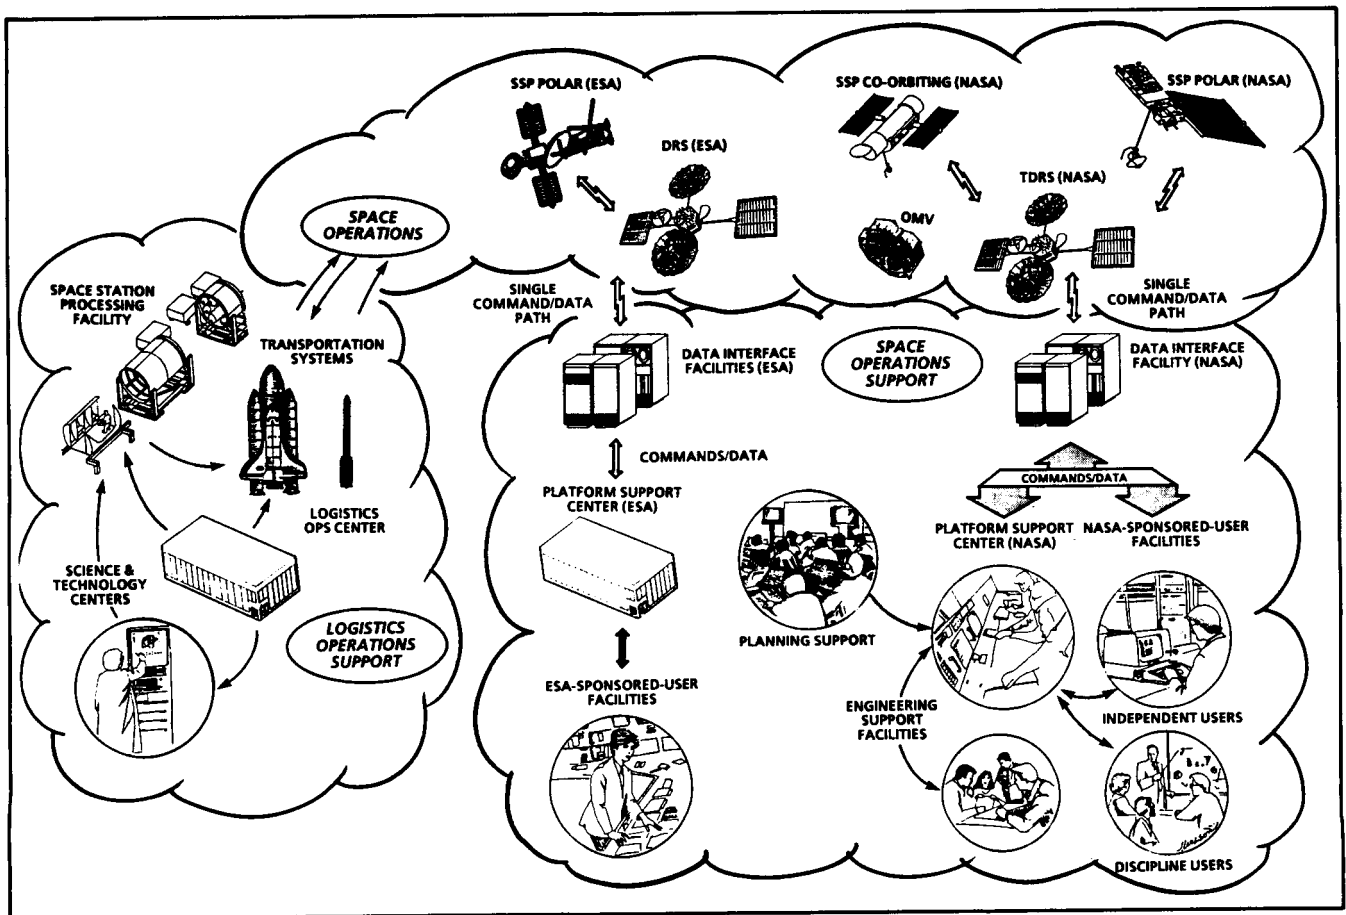 SSP POLAR (ESA)
SSP CO-ORBITING (NASA)
SSP POLAR (NASA)
DRS (ESA)
TDRS (NASA)
OMV
SPACE
OPERATIONS
SINGLE
COMMAND/DATA
PATH
SINGLE
COMMAND/DATA
PATH
SPACE STATION
PROCESSING
FACILITY
TRANSPORTATION
SYSTEMS
LOGISTICS
OPS CENTER
SCIENCE &
TECHNOLOGY
CENTERS
LOGISTICS
OPERATIONS
SUPPORT
DATA INTERFACE
FACILITIES (ESA)
SPACE
OPERATIONS
SUPPORT
DATA INTERFACE
FACILITY (NASA)
COMMANDS/DATA
COMMANDS/DATA
PLATFORM SUPPORT
CENTER (ESA)
PLATFORM SUPPORT
CENTER (NASA)
NASA-SPONSORED-USER
FACILITIES
PLANNING SUPPORT
ESA-SPONSORED-USER
FACILITIES
ENGINEERING
SUPPORT
FACILITIES
INDEPENDENT USERS
DISCIPLINE USERS